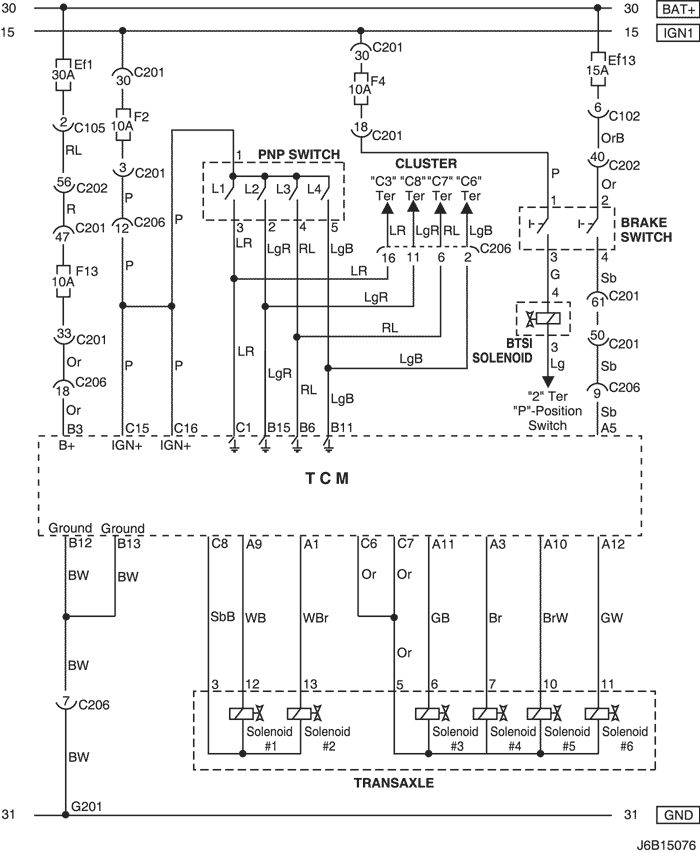 30 30 BAT+
15 15 IGN1
Ef1 30A
C201 30
F2 10A
C201 30
F4 10A
18 C201
Ef13 15A
6 C102
OrB
40 C202
Or
2 C105
RL
56 C202
R
C201 47
F13 10A
33 C201
Or
18 C206
Or
B3
B+
3 C201
P
12 C206
P
P
C15
IGN+
P
P
C16
IGN+
1
PNP SWITCH
L1 L2 L3 L4
3 2 4 5
LR LgR RL LgB
CLUSTER
"C3" "C8" "C7" "C6"
Ter Ter Ter Ter
LR LgR RL LgB
16 11 6 2 C206
LR
LgR
RL
LgB
LR LgR RL LgB
C1 B15 B6 B11
P
1 2
BRAKE
SWITCH
3 4
G
4
BTSI
SOLENOID
3
Lg
"2" Ter
"P"-Position
Switch
Sb
61 C201
50 C201
Sb
9 C206
Sb
A5
TCM
Ground Ground
B12 B13 C8 A9 A1 C6 C7 A11 A3 A10 A12
BW BW Or Or
SbB WB WBr GB Br BrW GW
BW Or
3 12 13 5 6 7 10 11
7 C206
Solenoid #1
Solenoid #2
Solenoid #3
Solenoid #4
Solenoid #5
Solenoid #6
BW
TRANSAXLE
G201
31 31 GND
J6B15076